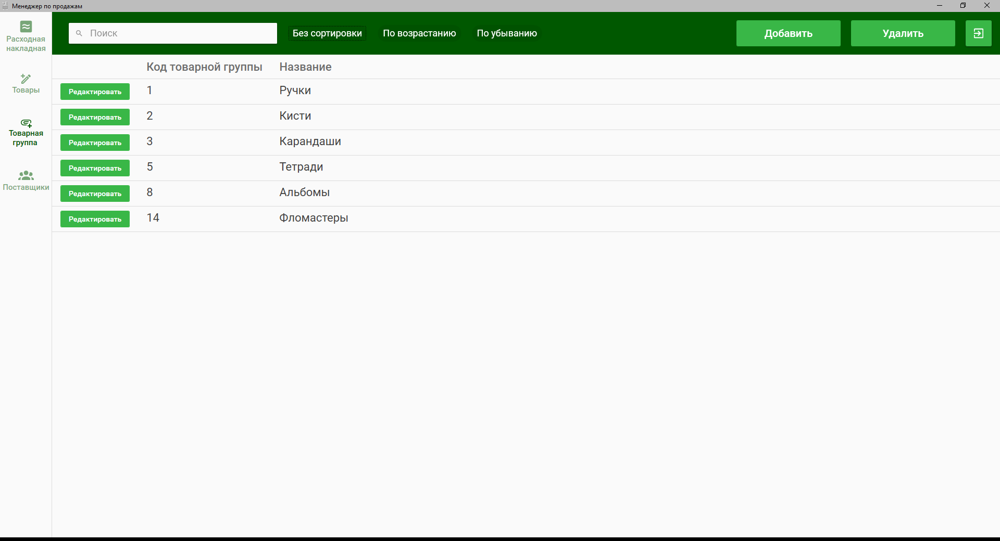 Менеджер по продажам
Расходная
накладная
Товары
Товарная
группа
Поставщики
Поиск
Без сортировки
По возрастанию
По убыванию
Добавить
Удалить
Код товарной группы Название
Редактировать 1 Ручки
Редактировать 2 Кисти
Редактировать 3 Карандаши
Редактировать 5 Тетради
Редактировать 8 Альбомы
Редактировать 14 Фломастеры